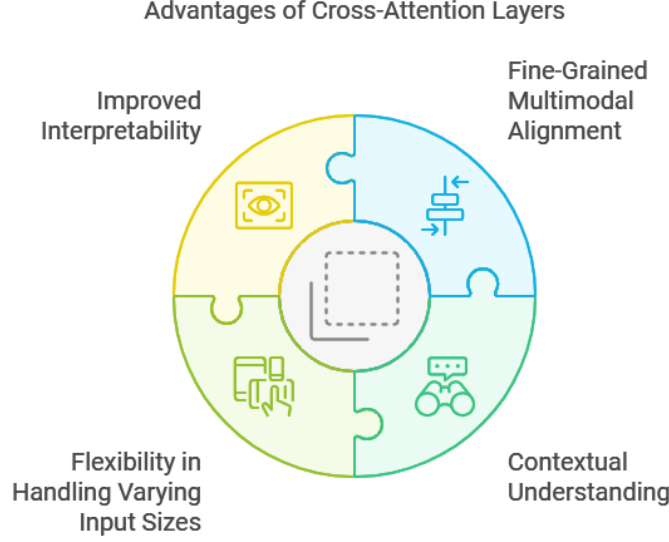 Advantages of Cross-Attention Layers
Improved
Interpretability
Fine-Grained
Multimodal
Alignment
Flexibility in
Handling Varying
Input Sizes
Contextual
Understanding